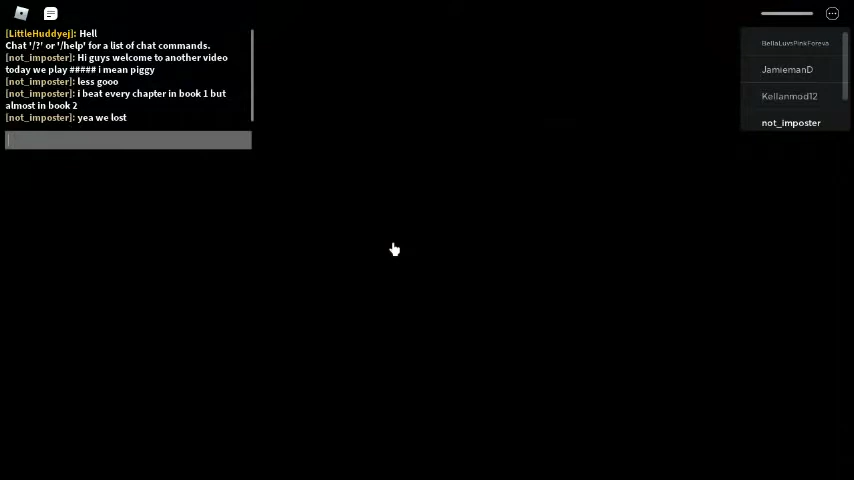 [LittleHuddyej]: Hell
Chat '/?' or '/help' for a list of chat commands.
[not_imposter]: Hi guys welcome to another video
today we play ##### i mean piggy
[not_imposter]: less gooo
[not_imposter]: i beat every chapter in book 1 but
almost in book 2
[not_imposter]: yea we lost
BellaLuvsPinkForeva
JamiemanD
Kellanmod12
not_imposter